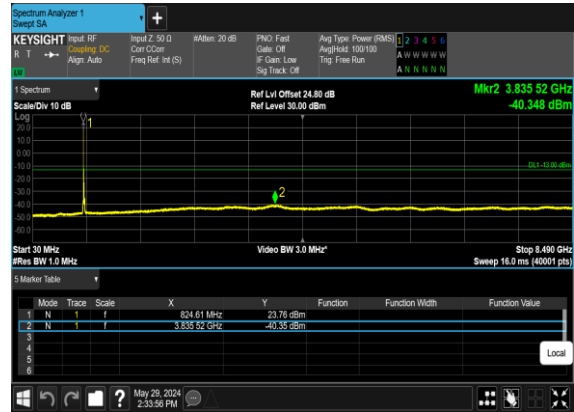 Spectrum Analyzer 1
Swept SA
+
KEYSIGHT Input: RF Input Z: 50 Ω #Atten: 20 dB PNO: Fast Avg Type: Power (RMS) 1 2 3 4 5 6
R T Coupling: DC Corr CCorr Gate: Off Avg|Hold: 100/100 A W W W W W
Align: Auto Freq Ref: Int (S) IF Gain: Low Trig: Free Run
Sig Track: Off A N N N N N
1 Spectrum
Ref Lvl Offset 24.80 dB Mkr2 3.835 52 GHz
Scale/Div 10 dB Ref Level 30.00 dBm -40.348 dBm
Log
1
20.0
10.0
0.00
-10.0
DL1 -13.00 dBm
-20.0
-30.0
2
-40.0
-50.0
-60.0
Start 30 MHz Video BW 3.0 MHz* Stop 8.490 GHz
#Res BW 1.0 MHz Sweep 16.0 ms (40001 pts)
5 Marker Table
Mode Trace Scale X Y Function Function Width Function Value
1 N 1 f 824.61 MHz 23.76 dBm
2 N 1 f 3.835 52 GHz -40.35 dBm
3
4
5
6
Local
? May 29, 2024
2:33:56 PM